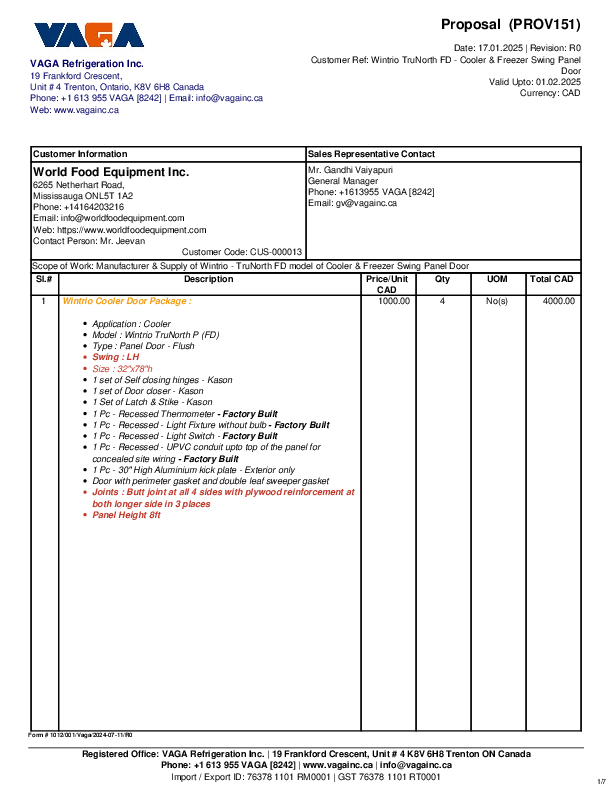 VAGA
Proposal (PROV151)
Date: 17.01.2025 | Revision: R0
Customer Ref: Wintrio TruNorth FD - Cooler & Freezer Swing Panel
Door
Valid Upto: 01.02.2025
Currency: CAD
VAGA Refrigeration Inc.
19 Frankford Crescent,
Unit # 4 Trenton, Ontario, K8V 6H8 Canada
Phone: +1 613 955 VAGA [8242] | Email: info@vagainc.ca
Web: www.vagainc.ca
Customer Information
Sales Representative Contact
World Food Equipment Inc.
6265 Netherhart Road,
Mississauga ONL5T 1A2
Phone: +14164203216
Email: info@worldfoodequipment.com
Web: https://www.worldfoodequipment.com
Contact Person: Mr. Jeevan
Customer Code: CUS-000013
Mr. Gandhi Vaiyapuri
General Manager
Phone: +1613955 VAGA [8242]
Email: gv@vagainc.ca
Scope of Work: Manufacturer & Supply of Wintrio - TruNorth FD model of Cooler & Freezer Swing Panel Door
Sl.# Description Price/Unit CAD Qty UOM Total CAD
1 Wintrio Cooler Door Package : 1000.00 4 No(s) 4000.00
• Application : Cooler
• Model : Wintrio TruNorth P (FD)
• Type : Panel Door - Flush
• Swing : LH
• Size : 32"x78"h
• 1 set of Self closing hinges - Kason
• 1 set of Door closer - Kason
• 1 Set of Latch & Stike - Kason
• 1 Pc - Recessed Thermometer - Factory Built
• 1 Pc - Recessed - Light Fixture without bulb - Factory Built
• 1 Pc - Recessed - Light Switch - Factory Built
• 1 Pc - Recessed - UPVC conduit upto top of the panel for
concealed site wiring - Factory Built
• 1 Pc - 30" High Aluminium kick plate - Exterior only
• Door with perimeter gasket and double leaf sweeper gasket
• Joints : Butt joint at all 4 sides with plywood reinforcement at
both longer side in 3 places
• Panel Height 8ft
Form # 1012/001/Vaga/2024-07-11/R0
Registered Office: VAGA Refrigeration Inc. | 19 Frankford Crescent, Unit # 4 K8V 6H8 Trenton ON Canada
Phone: +1 613 955 VAGA [8242] | www.vagainc.ca | info@vagainc.ca
Import / Export ID: 76378 1101 RM0001 | GST 76378 1101 RT0001
1/7